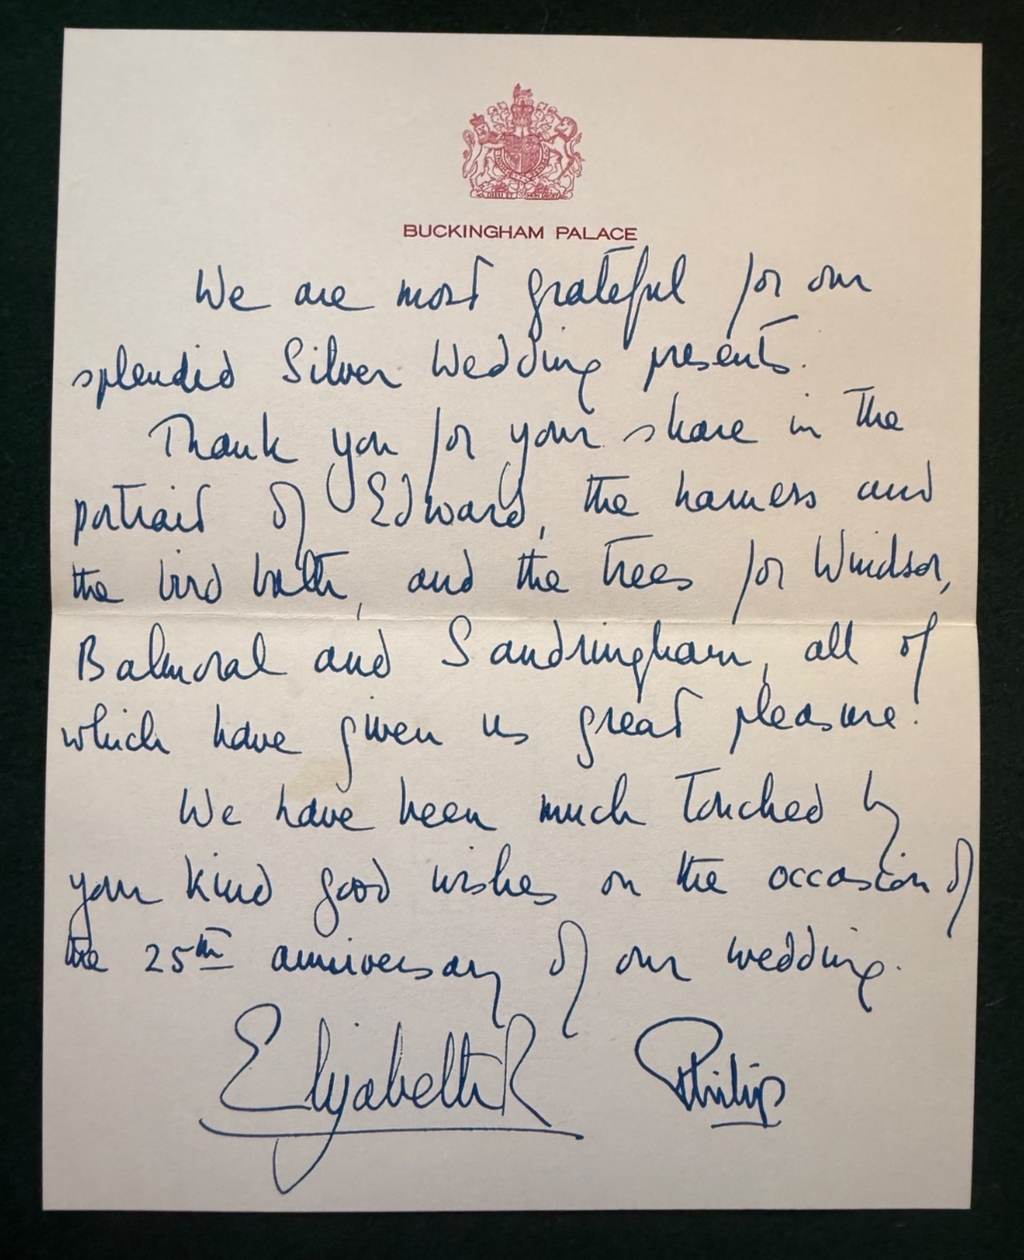 BUCKINGHAM PALACE
We are most grateful for our
splendid Silver Wedding presents.
Thank you for your share in the
portrait of Edward, the harness and
the bird bath, and the trees for Windsor,
Balmoral and Sandringham, all of
which have given us great pleasure.
We have been much touched by
your kind good wishes on the occasion of
the 25th anniversary of our wedding.
Elizabeth R Philip